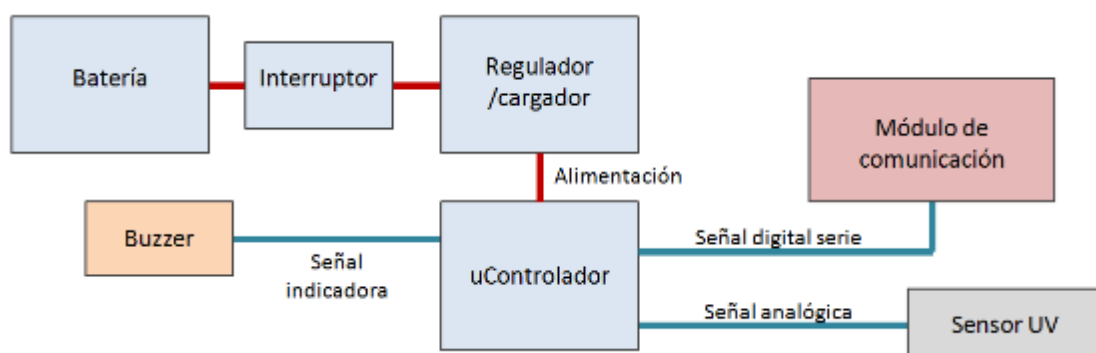 Batería
Interruptor
Regulador
/cargador
Módulo de
comunicación
Alimentación
Buzzer
Señal
indicadora
uControlador
Señal digital serie
Señal analógica
Sensor UV